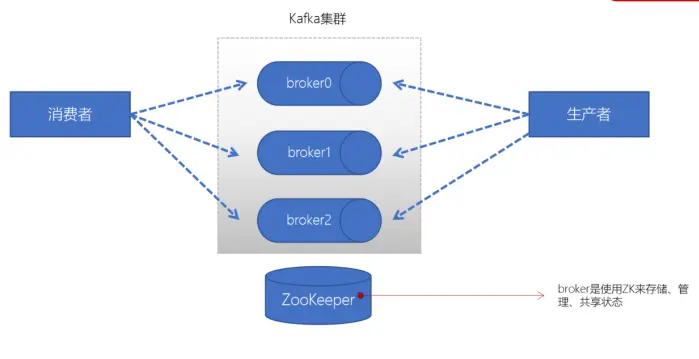 Kafka集群
broker0
消费者
生产者
broker1
broker2
ZooKeeper
broker是使用ZK来存储、管
理、共享状态